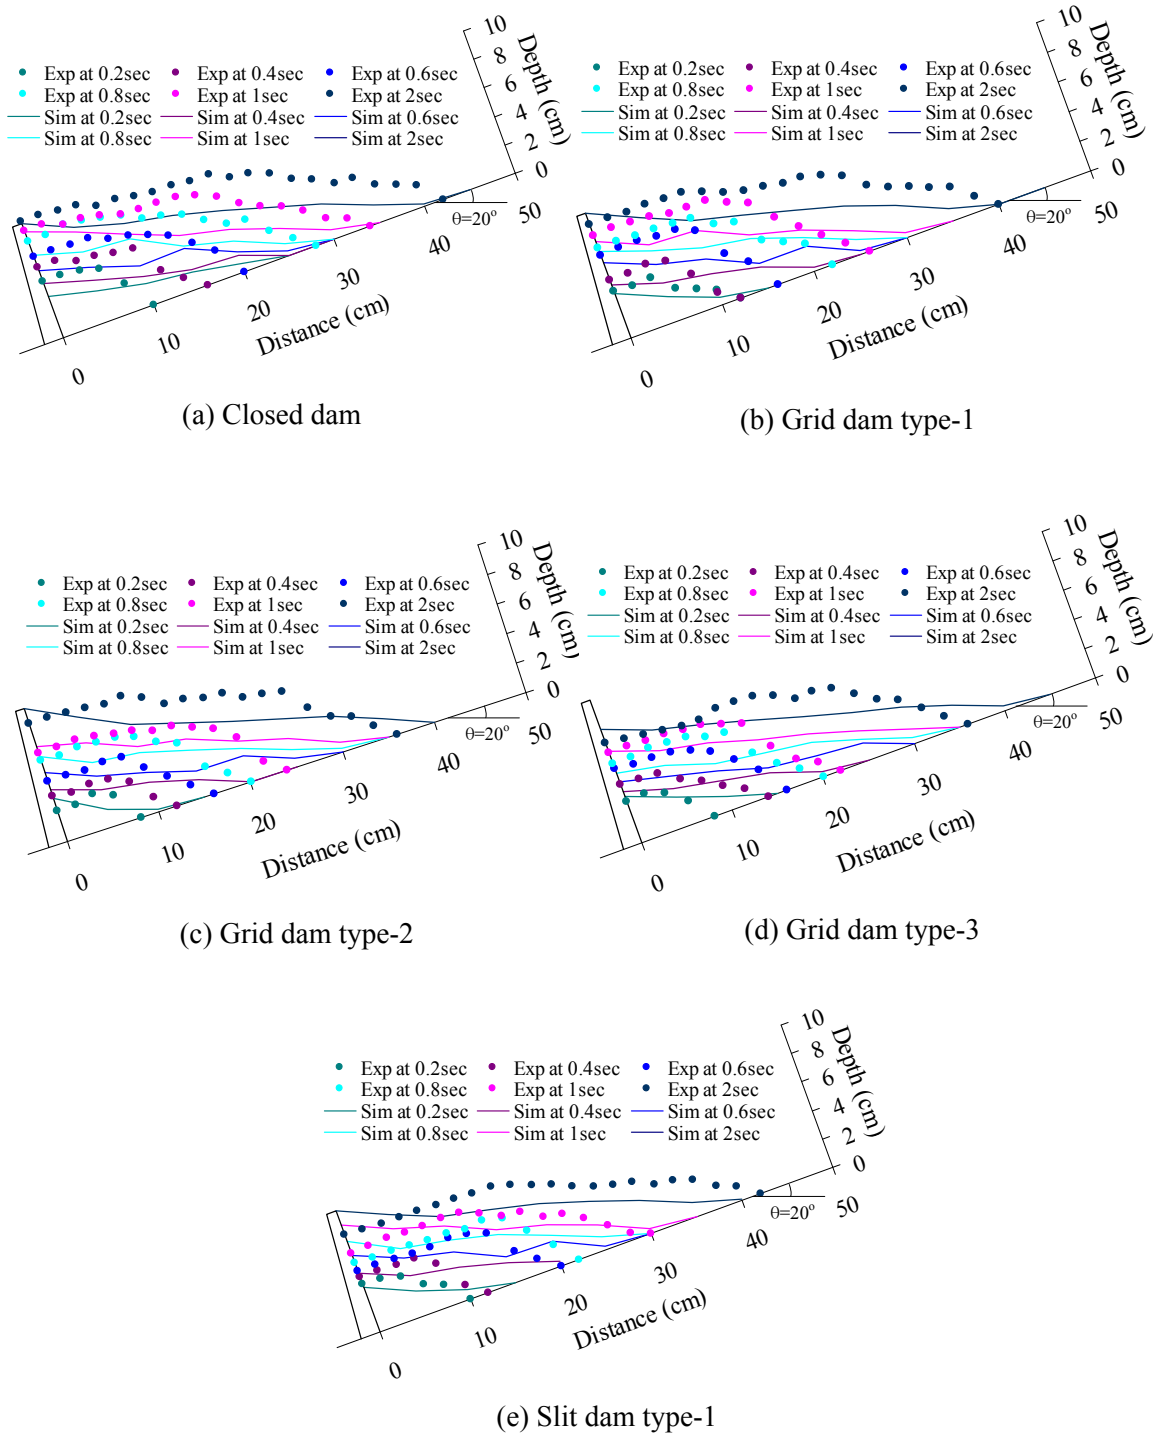 Exp at 0.2sec Exp at 0.4sec Exp at 0.6sec
Exp at 0.8sec Exp at 1sec Exp at 2sec
Sim at 0.2sec Sim at 0.4sec Sim at 0.6sec
Sim at 0.8sec Sim at 1sec Sim at 2sec
10
8
6
4
2
0
Depth (cm)
θ=20°
50
40
30
20
10
0
Distance (cm)
(a) Closed dam
Exp at 0.2sec Exp at 0.4sec Exp at 0.6sec
Exp at 0.8sec Exp at 1sec Exp at 2sec
Sim at 0.2sec Sim at 0.4sec Sim at 0.6sec
Sim at 0.8sec Sim at 1sec Sim at 2sec
10
8
6
4
2
0
Depth (cm)
θ=20°
50
40
30
20
10
0
Distance (cm)
(b) Grid dam type-1
Exp at 0.2sec Exp at 0.4sec Exp at 0.6sec
Exp at 0.8sec Exp at 1sec Exp at 2sec
Sim at 0.2sec Sim at 0.4sec Sim at 0.6sec
Sim at 0.8sec Sim at 1sec Sim at 2sec
10
8
6
4
2
0
Depth (cm)
θ=20°
50
40
30
20
10
0
Distance (cm)
(c) Grid dam type-2
Exp at 0.2sec Exp at 0.4sec Exp at 0.6sec
Exp at 0.8sec Exp at 1sec Exp at 2sec
Sim at 0.2sec Sim at 0.4sec Sim at 0.6sec
Sim at 0.8sec Sim at 1sec Sim at 2sec
10
8
6
4
2
0
Depth (cm)
θ=20°
50
40
30
20
10
0
Distance (cm)
(d) Grid dam type-3
Exp at 0.2sec Exp at 0.4sec Exp at 0.6sec
Exp at 0.8sec Exp at 1sec Exp at 2sec
Sim at 0.2sec Sim at 0.4sec Sim at 0.6sec
Sim at 0.8sec Sim at 1sec Sim at 2sec
10
8
6
4
2
0
Depth (cm)
θ=20°
50
40
30
20
10
0
Distance (cm)
(e) Slit dam type-1